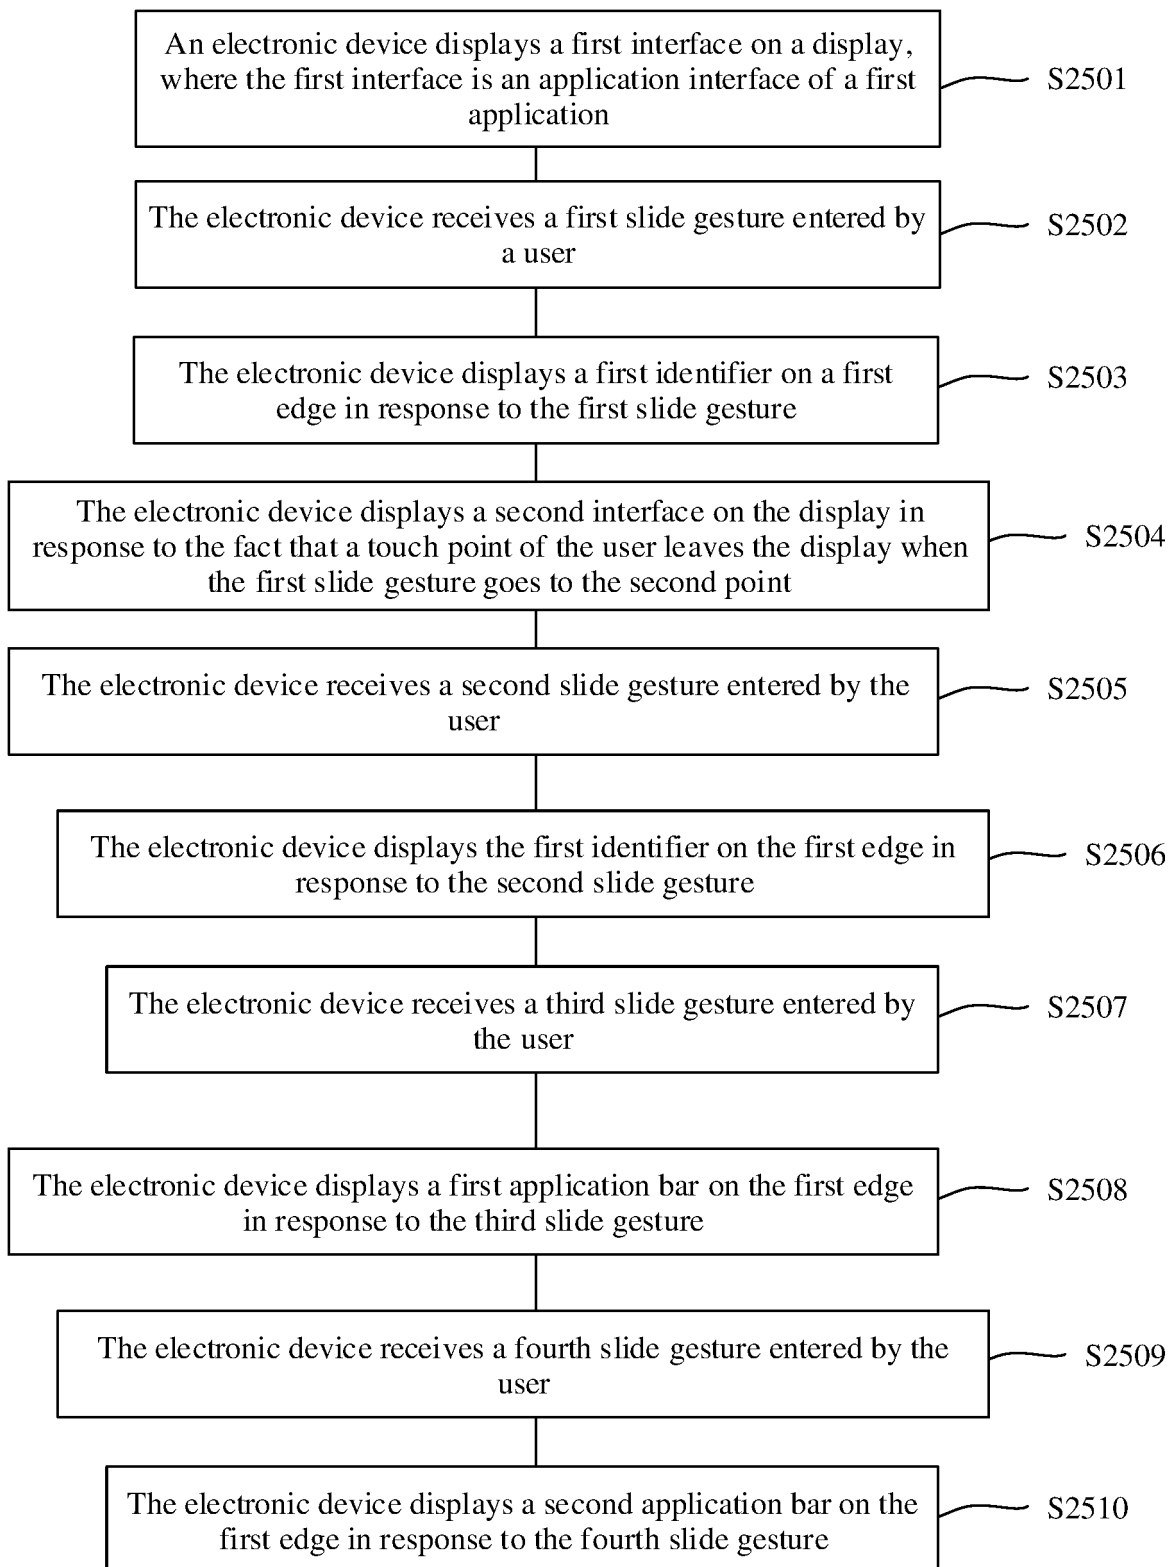 An electronic device displays a first interface on a display,
where the first interface is an application interface of a first
application
S2501
The electronic device receives a first slide gesture entered by
a user
S2502
The electronic device displays a first identifier on a first
edge in response to the first slide gesture
S2503
The electronic device displays a second interface on the display in
response to the fact that a touch point of the user leaves the display when
the first slide gesture goes to the second point
S2504
The electronic device receives a second slide gesture entered by the
user
S2505
The electronic device displays the first identifier on the first edge in
response to the second slide gesture
S2506
The electronic device receives a third slide gesture entered by
the user
S2507
The electronic device displays a first application bar on the first edge
in response to the third slide gesture
S2508
The electronic device receives a fourth slide gesture entered by the
user
S2509
The electronic device displays a second application bar on the
first edge in response to the fourth slide gesture
S2510